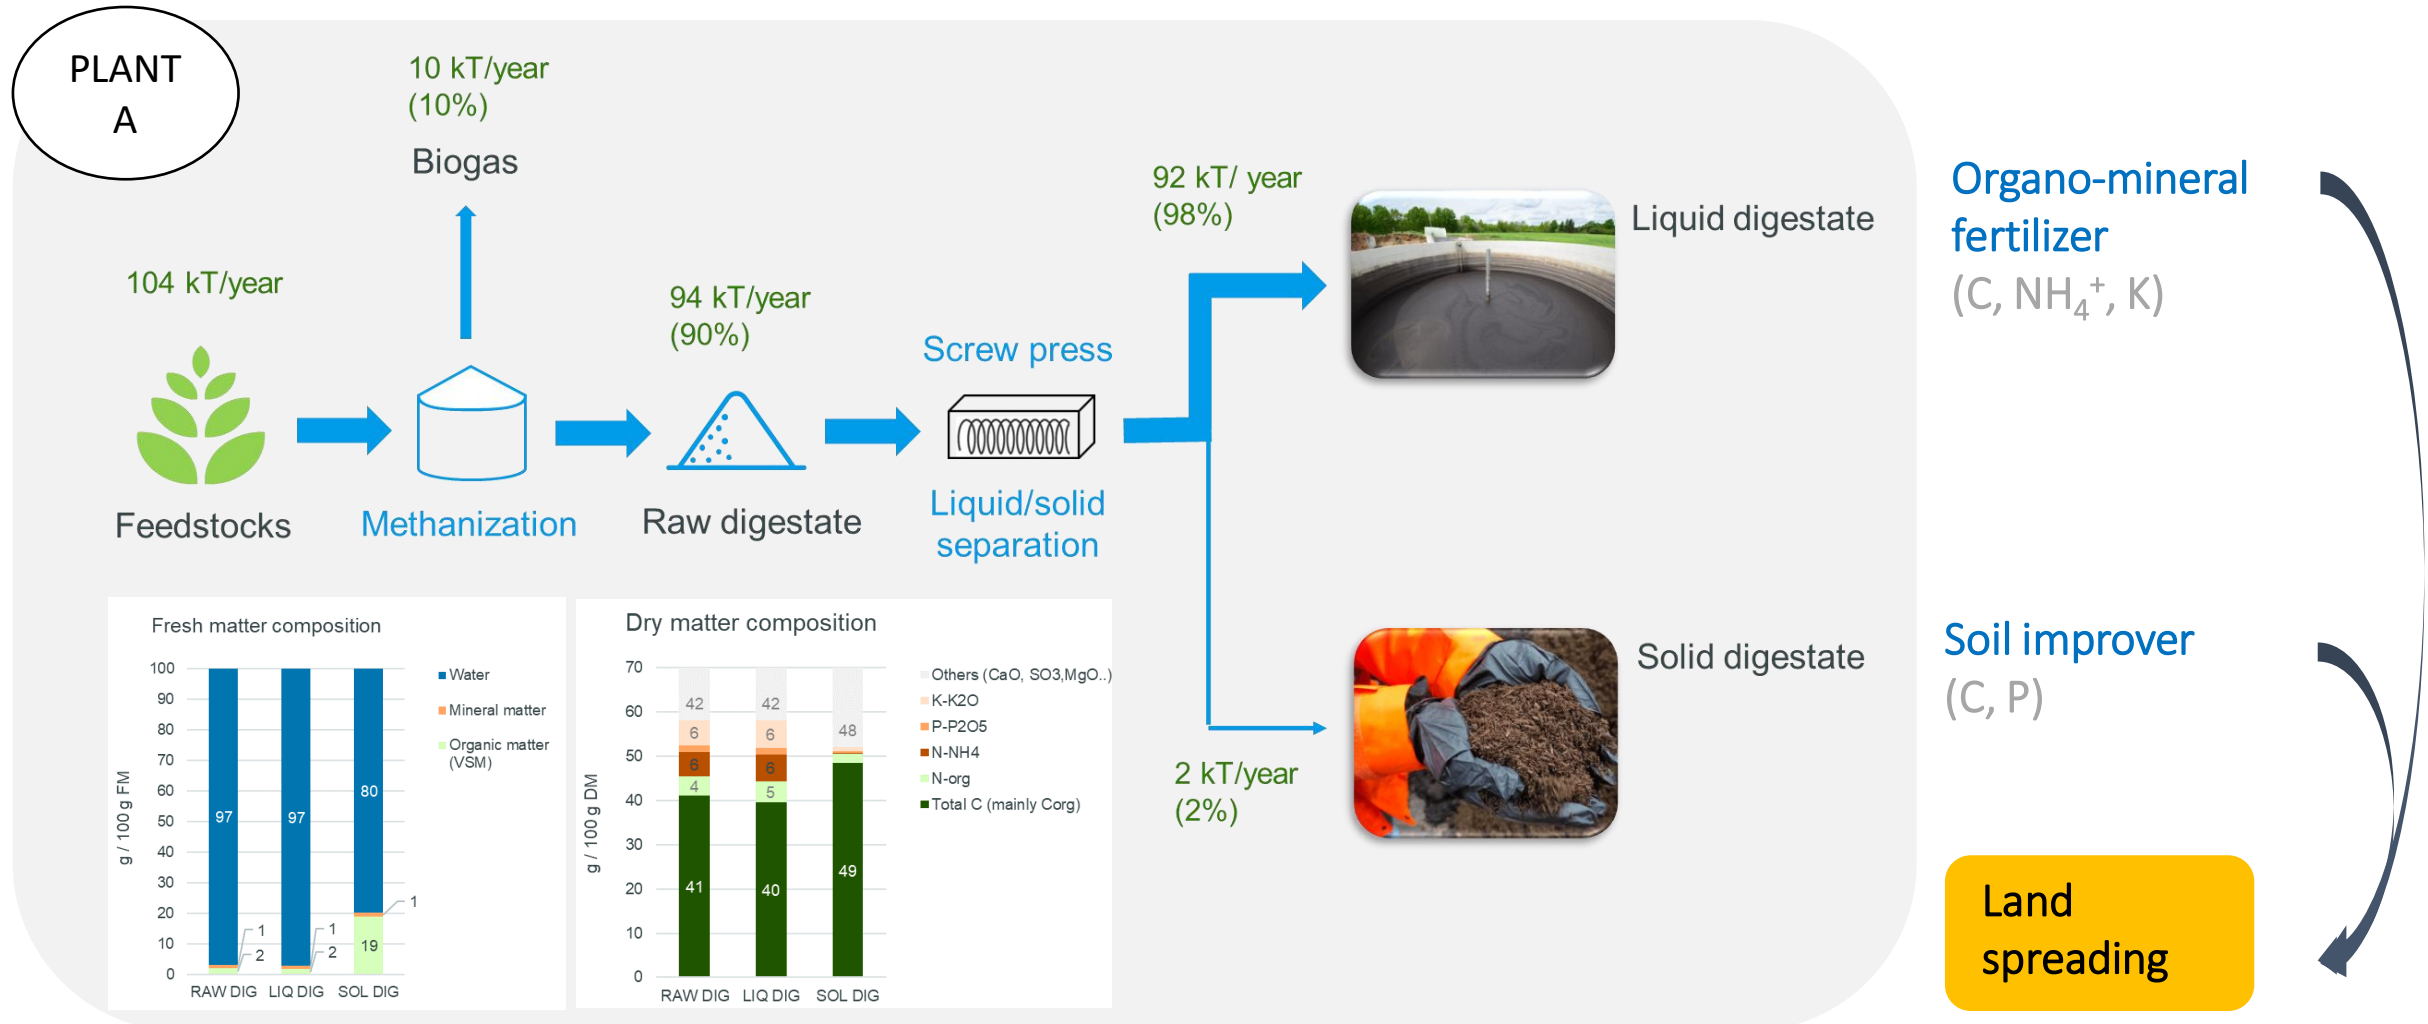 PLANT
A
10 kT/year
(10%)
Biogas
104 kT/year
Feedstocks
Methanization
94 kT/year
(90%)
Raw digestate
Screw press
Liquid/solid
separation
92 kT/ year
(98%)
Liquid digestate
2 kT/year
(2%)
Solid digestate
Organo-mineral
fertilizer
(C, NH₄⁺, K)
Soil improver
(C, P)
Land
spreading
Fresh matter composition
g / 100 g FM
100
90
80
70
60
50
40
30
20
10
0
97
1
2
97
1
2
80
1
19
RAW DIG
LIQ DIG
SOL DIG
Water
Mineral matter
Organic matter
(VSM)
Dry matter composition
g / 100 g DM
70
60
50
40
30
20
10
0
42
6
6
4
41
42
6
6
5
40
48
49
RAW DIG
LIQ DIG
SOL DIG
Others (CaO, SO3,MgO..)
K-K2O
P-P2O5
N-NH4
N-org
Total C (mainly Corg)